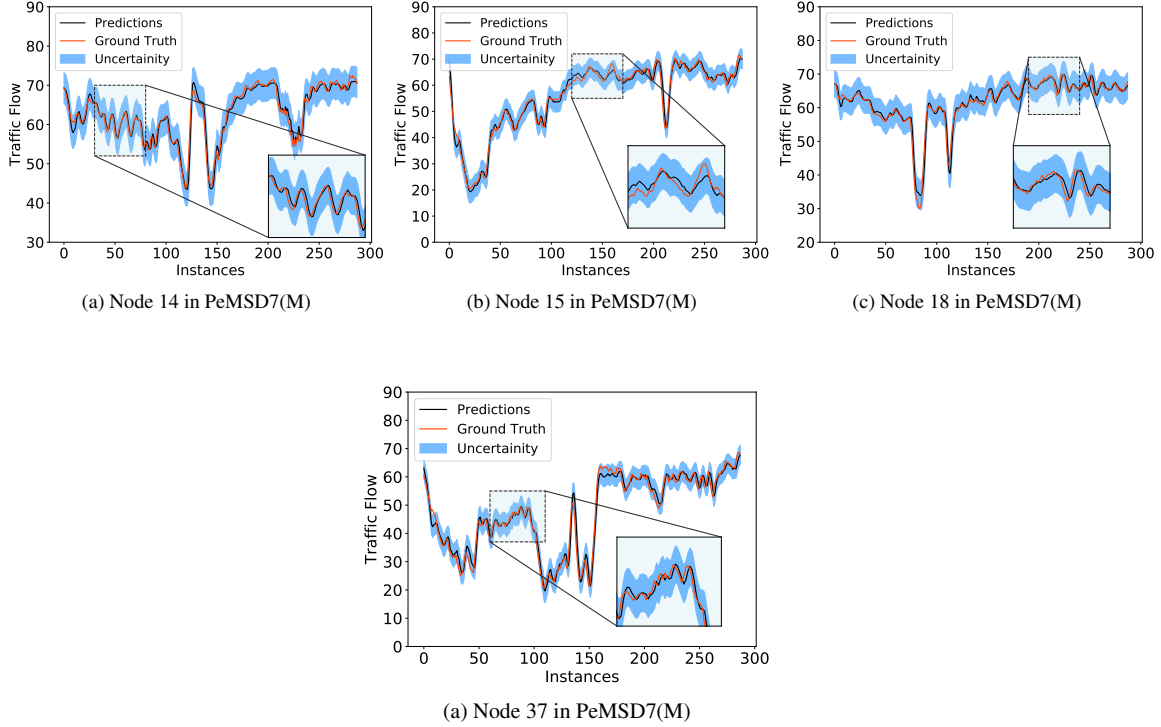 90
80
70
60
50
40
30
Traffic Flow
Predictions
Ground Truth
Uncertainity
0 50 100 150 200 250 300
Instances
(a) Node 14 in PeMSD7(M)
90
80
70
60
50
40
30
20
10
0
Traffic Flow
Predictions
Ground Truth
Uncertainity
0 50 100 150 200 250 300
Instances
(b) Node 15 in PeMSD7(M)
90
80
70
60
50
40
30
20
Traffic Flow
Predictions
Ground Truth
Uncertainity
0 50 100 150 200 250 300
Instances
(c) Node 18 in PeMSD7(M)
90
80
70
60
50
40
30
20
10
0
Traffic Flow
Predictions
Ground Truth
Uncertainity
0 50 100 150 200 250 300
Instances
(a) Node 37 in PeMSD7(M)